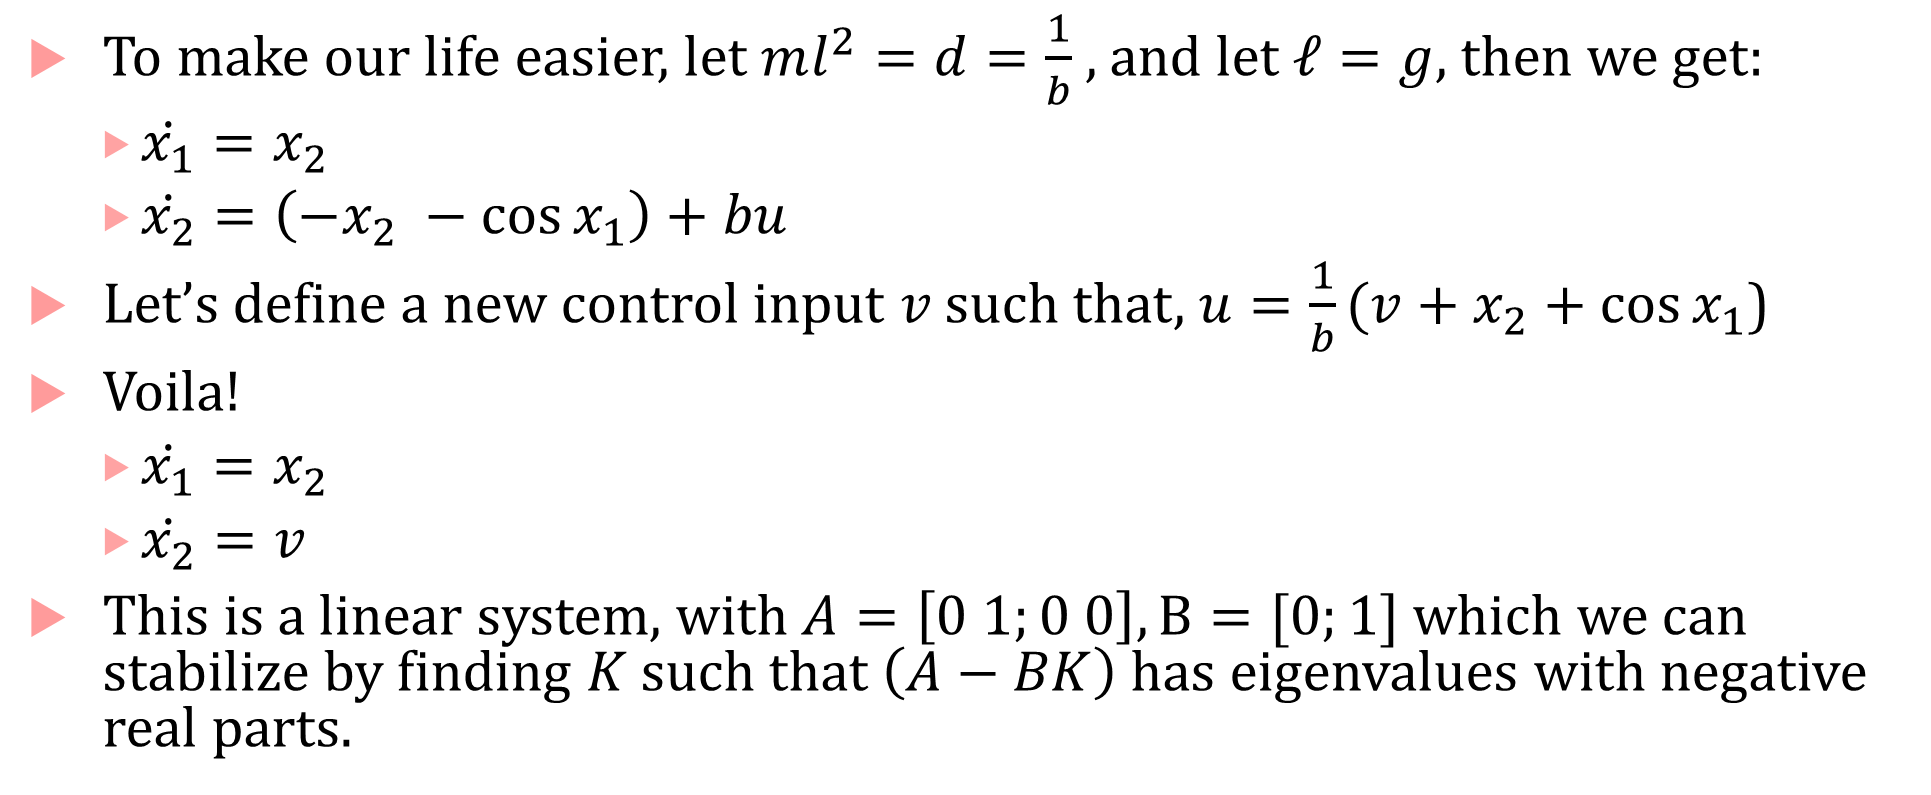 To make our life easier, let ml² = d = 1/b, and let ℓ = g, then we get:
ẋ₁ = x₂
ẋ₂ = (−x₂ − cos x₁) + bu
Let’s define a new control input v such that, u = 1/b (v + x₂ + cos x₁)
Voila!
ẋ₁ = x₂
ẋ₂ = v
This is a linear system, with A = [0 1; 0 0], B = [0; 1] which we can
stabilize by finding K such that (A − BK) has eigenvalues with negative
real parts.